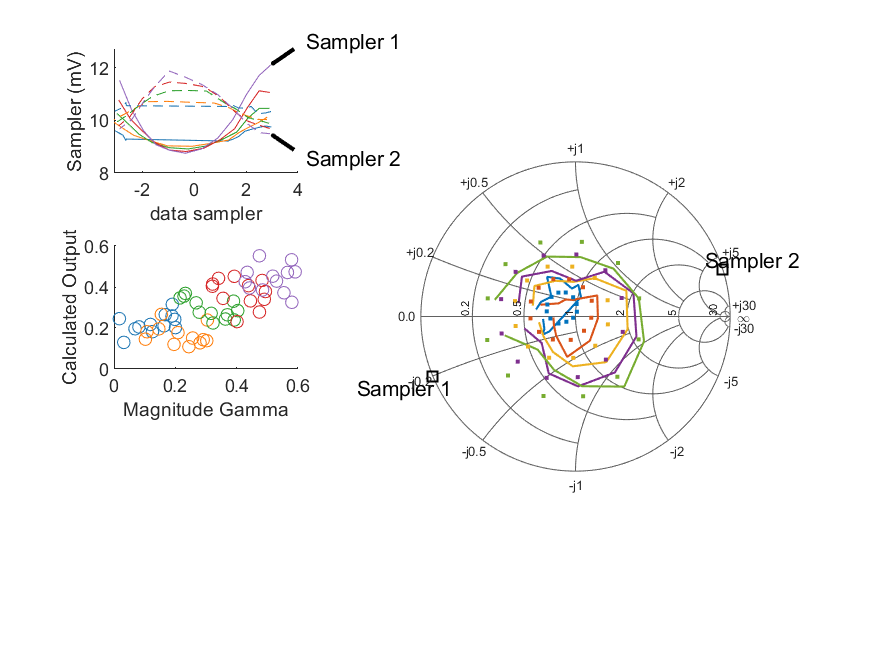 Sampler 1
12
10
8
Sampler (mV)
-2
0
2
4
data sampler
Sampler 2
0.6
0.4
0.2
0
Calculated Output
0
0.2
0.4
0.6
Magnitude Gamma
+j1
+j0.5
+j2
+j0.2
+j5
Sampler 2
0.0
0.2
0.5
1
2
5
30
+j30
∞
-j30
Sampler 1
-j5
-j0.5
-j2
-j1